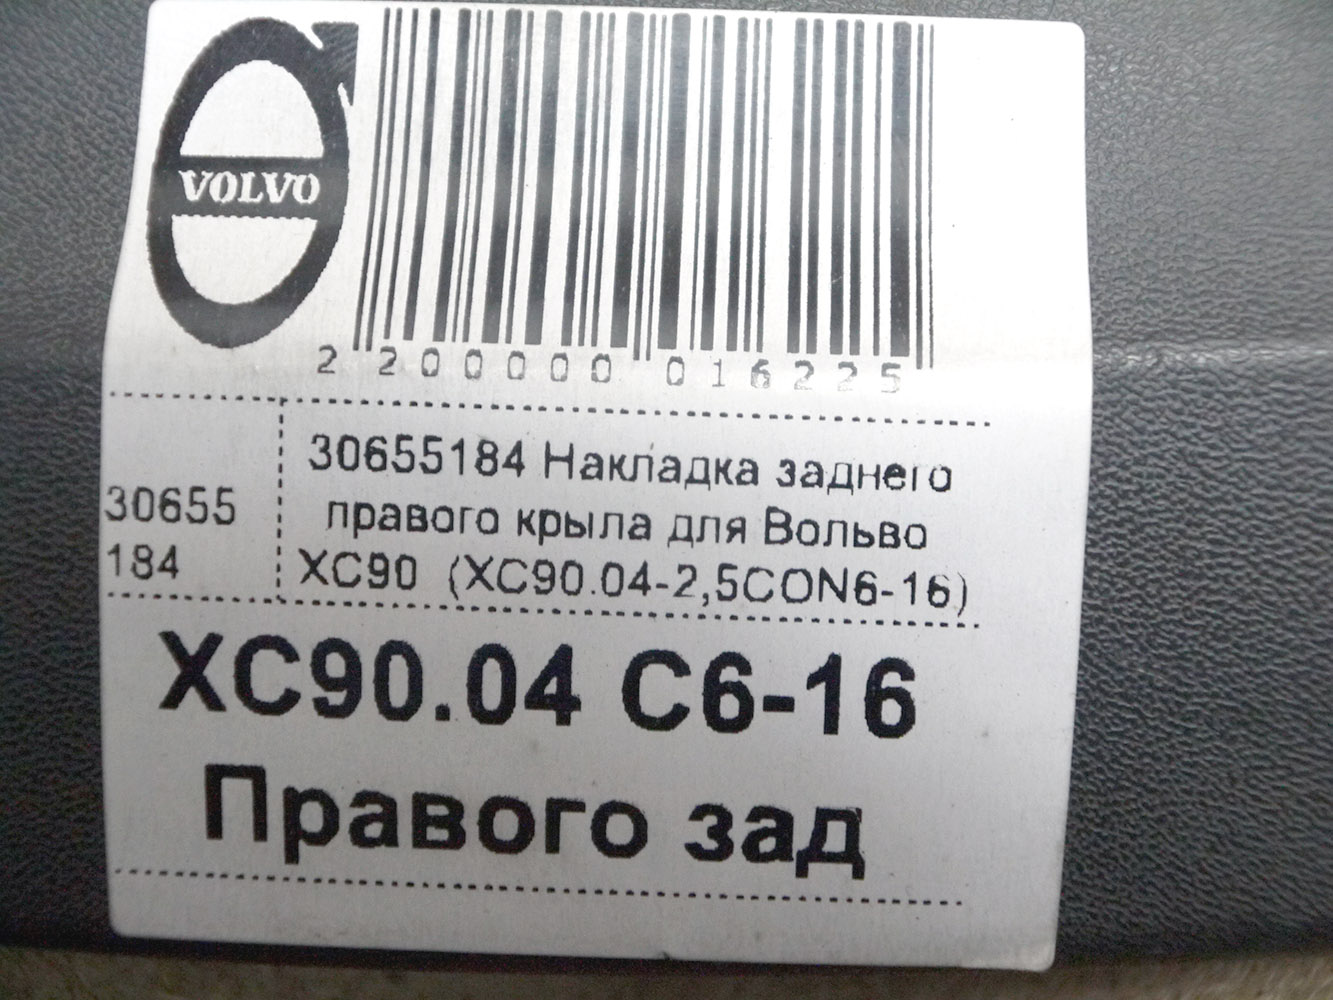 VOLVO
2 200000 016225
30655184 Накладка заднего
правого крыла для Вольво
XC90 (XC90.04-2,5CON6-16)
30655
184
XC90.04 C6-16
Правого зад